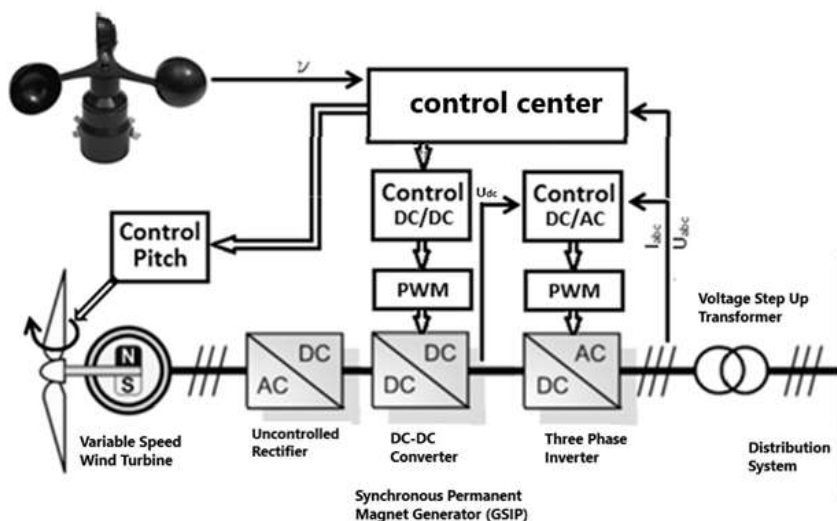 ν
control center
Control
DC/DC
Udc
Control
DC/AC
Iabc
Uabc
Control
Pitch
PWM
PWM
Voltage Step Up
Transformer
N
S
DC
AC
DC
DC
AC
DC
Variable Speed
Wind Turbine
Uncontrolled
Rectifier
DC-DC
Converter
Three Phase
Inverter
Distribution
System
Synchronous Permanent
Magnet Generator (GSIP)